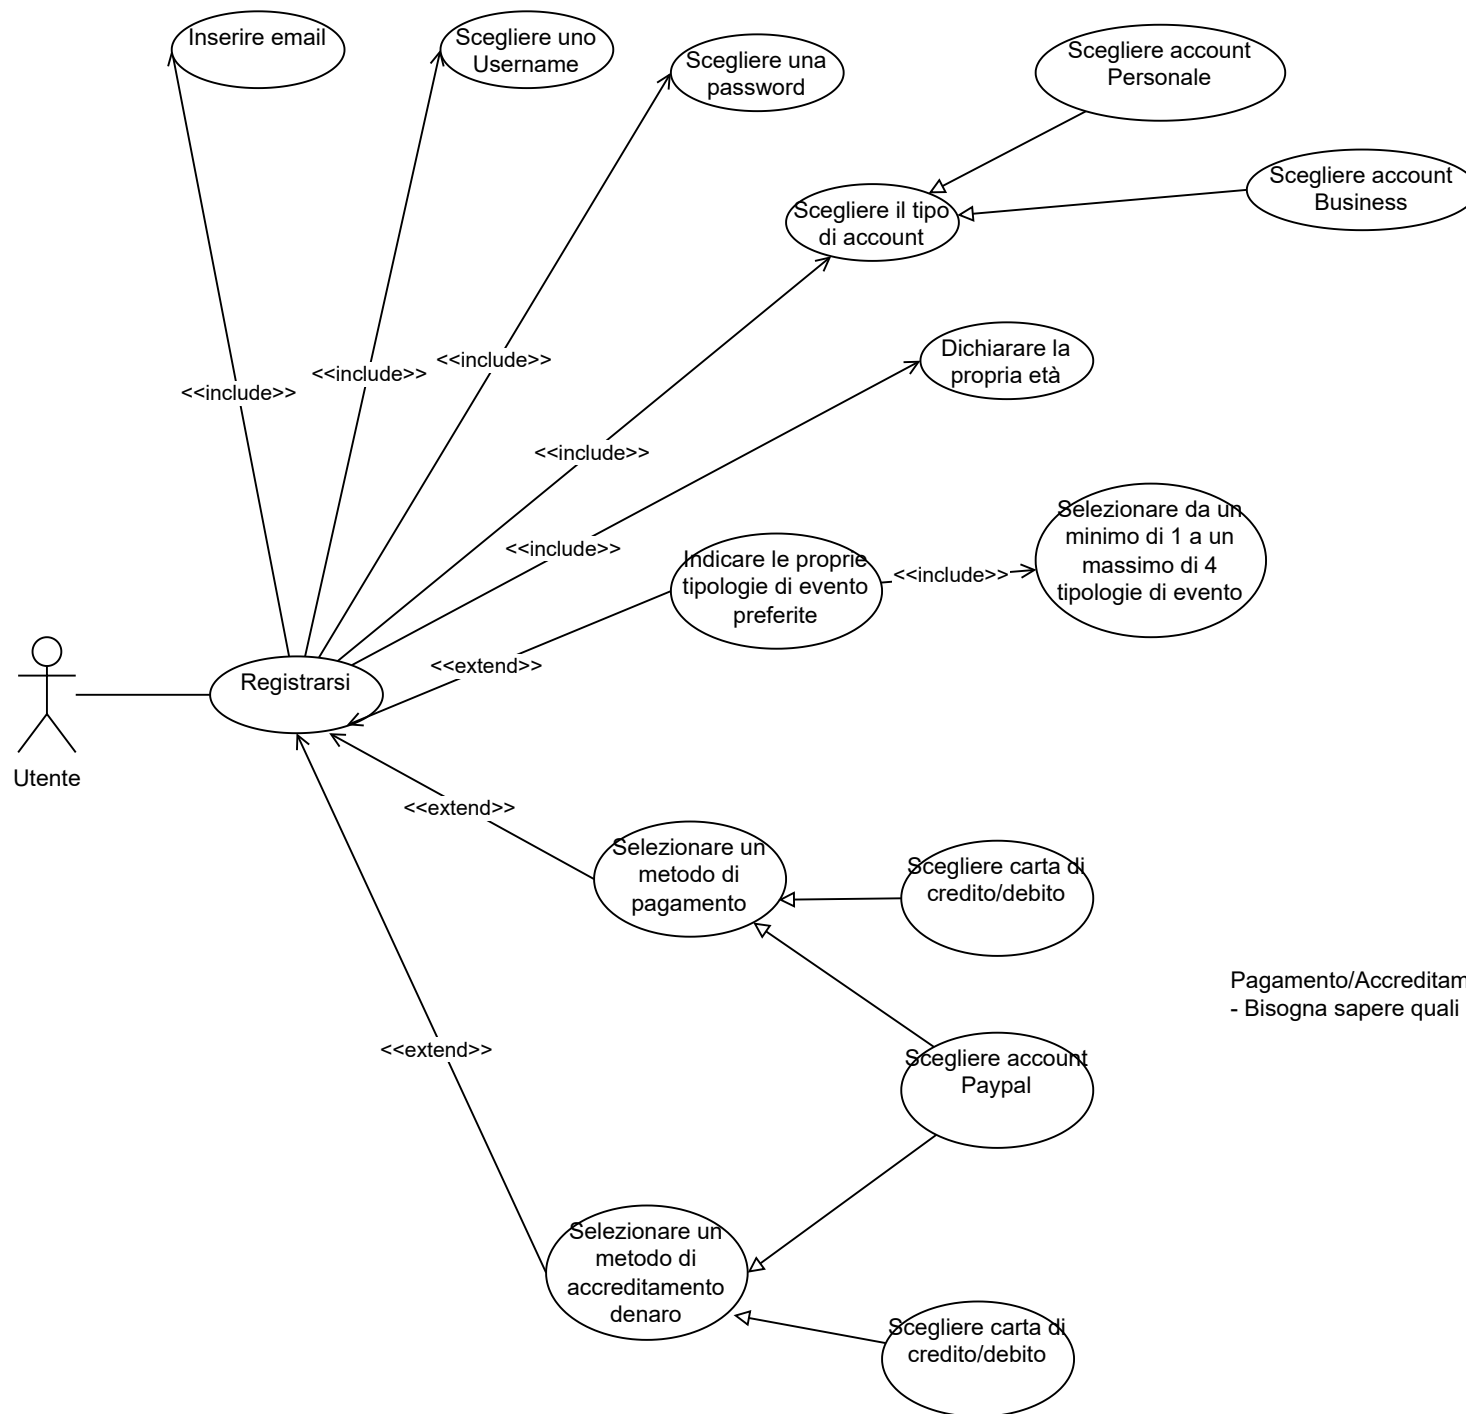 Inserire email
Scegliere uno
Username
Scegliere una
password
Scegliere account
Personale
Scegliere account
Business
Scegliere il tipo
di account
Dichiarare la
propria età
<<include>>
<<include>>
<<include>>
<<include>>
<<include>>
Selezionare da un
minimo di 1 a un
massimo di 4
tipologie di evento
Indicare le proprie
tipologie di evento
preferite
<<include>>
<<extend>>
Registrarsi
Utente
<<extend>>
Selezionare un
metodo di
pagamento
Scegliere carta di
credito/debito
Pagamento/Accreditam
- Bisogna sapere quali
<<extend>>
Scegliere account
Paypal
Selezionare un
metodo di
accreditamento
denaro
Scegliere carta di
credito/debito